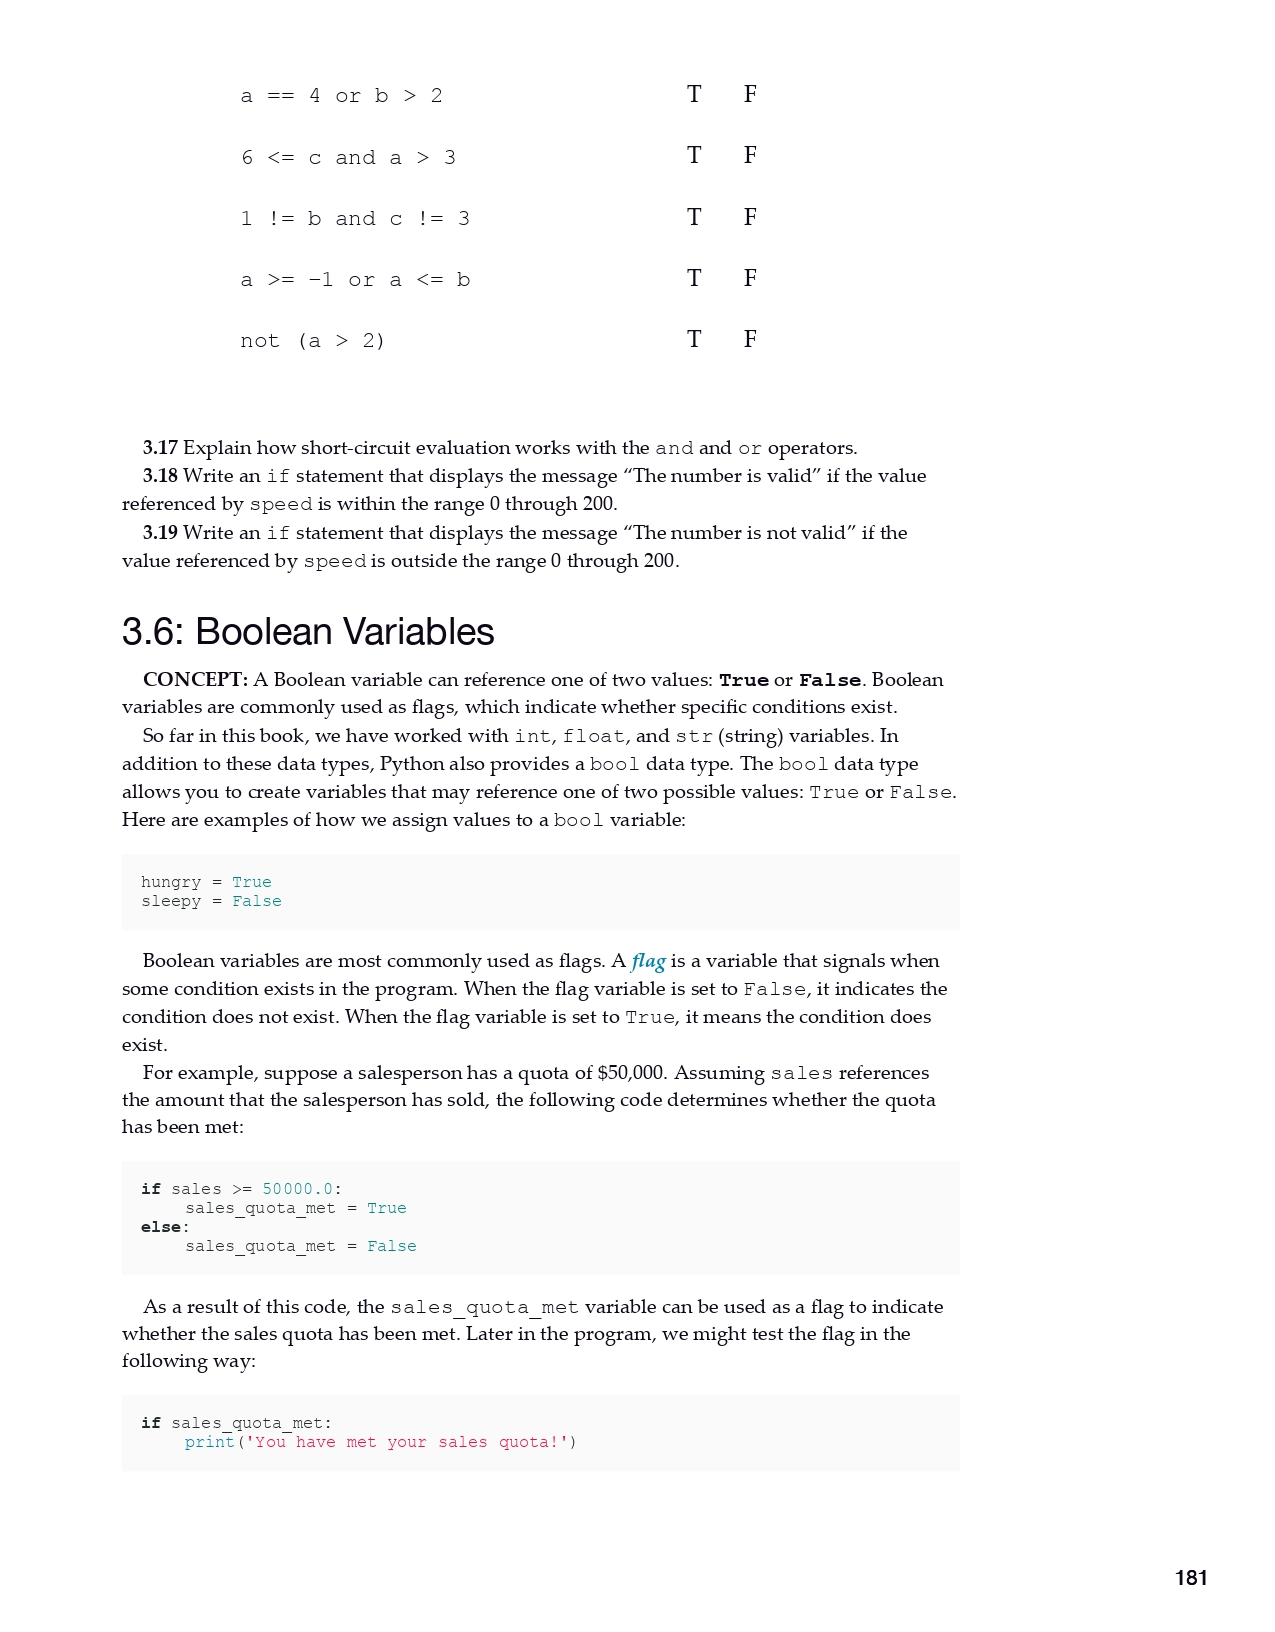 a == 4 or b > 2 T F
6 <= c and a > 3 T F
1 != b and c != 3 T F
a >= −1 or a <= b T F
not (a > 2) T F
3.17 Explain how short-circuit evaluation works with the and and or operators.
3.18 Write an if statement that displays the message “The number is valid” if the value
referenced by speed is within the range 0 through 200.
3.19 Write an if statement that displays the message “The number is not valid” if the
value referenced by speed is outside the range 0 through 200.
3.6: Boolean Variables
CONCEPT: A Boolean variable can reference one of two values: True or False. Boolean
variables are commonly used as flags, which indicate whether specific conditions exist.
So far in this book, we have worked with int, float, and str (string) variables. In
addition to these data types, Python also provides a bool data type. The bool data type
allows you to create variables that may reference one of two possible values: True or False.
Here are examples of how we assign values to a bool variable:
hungry = True
sleepy = False
Boolean variables are most commonly used as flags. A flag is a variable that signals when
some condition exists in the program. When the flag variable is set to False, it indicates the
condition does not exist. When the flag variable is set to True, it means the condition does
exist.
For example, suppose a salesperson has a quota of $50,000. Assuming sales references
the amount that the salesperson has sold, the following code determines whether the quota
has been met:
if sales >= 50000.0:
    sales_quota_met = True
else:
    sales_quota_met = False
As a result of this code, the sales_quota_met variable can be used as a flag to indicate
whether the sales quota has been met. Later in the program, we might test the flag in the
following way:
if sales_quota_met:
    print('You have met your sales quota!')
181